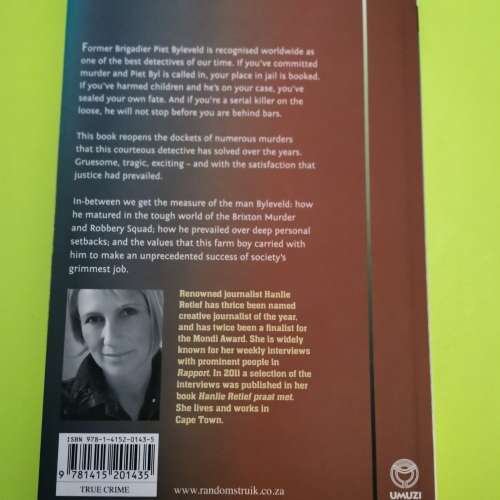 Former Brigadier Piet Byleveld is recognised worldwide as
one of the best detectives of our time. If you've committed
murder and Piet Byl is called in, your place in jail is booked.
If you've harmed children and he's on your case, you've
sealed your own fate. And if you're a serial killer on the
loose, he will not stop before you are behind bars.
This book reopens the dockets of numerous murders
that this courteous detective has solved over the years.
Gruesome, tragic, exciting – and with the satisfaction that
justice had prevailed.
In-between we get the measure of the man Byleveld: how
he matured in the tough world of the Brixton Murder
and Robbery Squad; how he prevailed over deep personal
setbacks; and the values that this farm boy carried with
him to make an unprecedented success of society's
grimmest job.
Renowned journalist Hanlie
Retief has thrice been named
creative journalist of the year,
and has twice been a finalist for
the Mondi Award. She is widely
known for her weekly interviews
with prominent people in
Rapport. In 2011 a selection of the
interviews was published in her
book Hanlie Retief praat met.
She lives and works in
Cape Town.
ISBN 978-1-4152-0143-5
9 781415 201435
TRUE CRIME
www.randomstruik.co.za
UMUZI